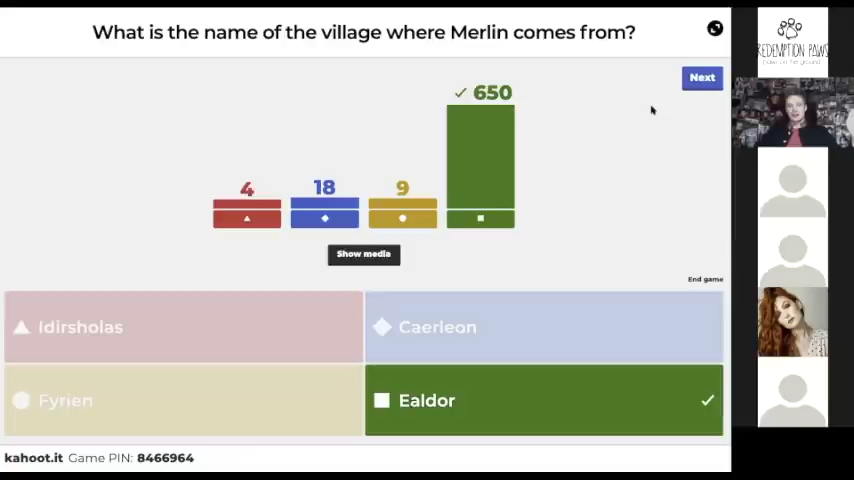 What is the name of the village where Merlin comes from?
Next
650
4
18
9
Show media
End game
Idirsholas
Caerleon
Fyrien
Ealdor
kahoot.it Game PIN: 8466964
REDEMPTION PAWS